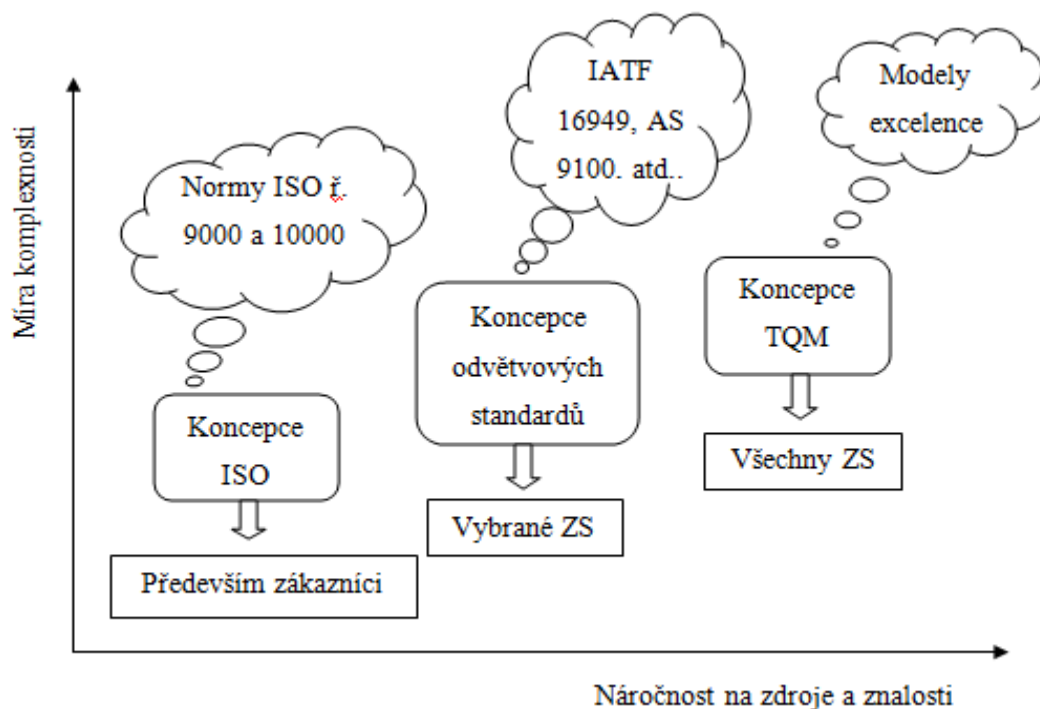 Míra komplexnosti
Normy ISO ř.
9000 a 10000
Koncepce
ISO
Především zákazníci
IATF
16949, AS
9100. atd..
Koncepce
odvětvových
standardů
Vybrané ZS
Modely
excelence
Koncepce
TQM
Všechny ZS
Náročnost na zdroje a znalosti